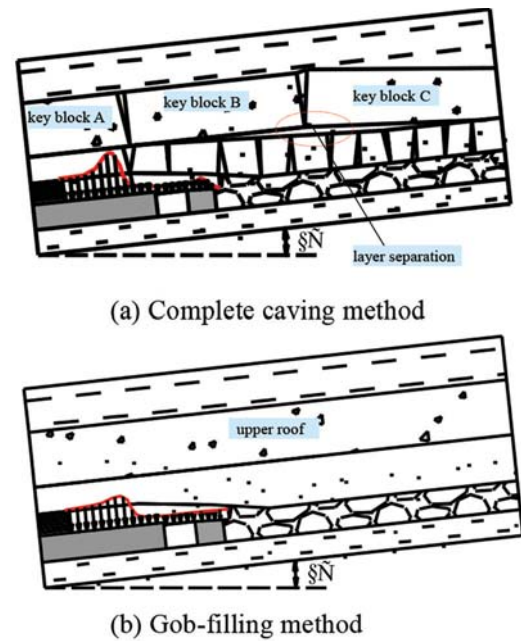 key block A
key block B
key block C
§Ñ
layer separation
(a) Complete caving method
upper roof
§Ñ
(b) Gob-filling method